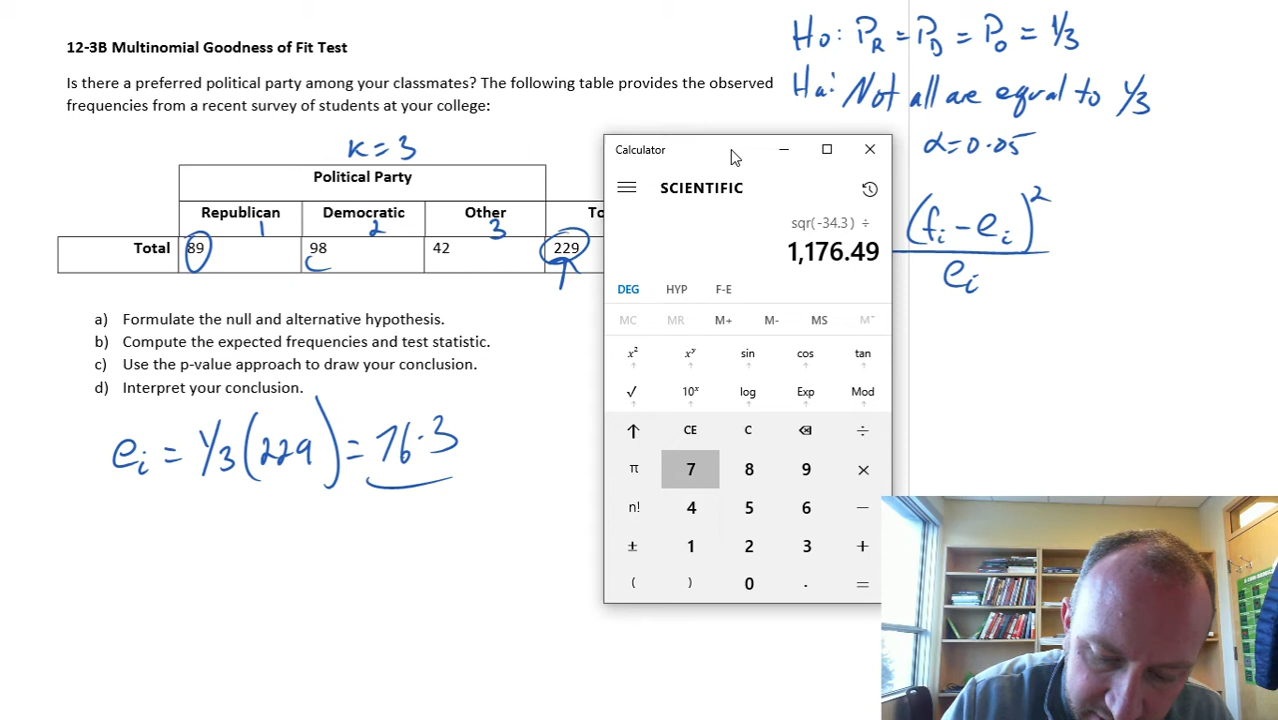 12-3B Multinomial Goodness of Fit Test
Ho: PR = PD = PO = 1/3
Is there a preferred political party among your classmates? The following table provides the observed
frequencies from a recent survey of students at your college:
Ha: Not all are equal to 1/3
α = 0.05
K = 3
Political Party
Republican Democratic Other To
1 2 3
Total 89 98 42 229
(fi - ei)²
ei
a) Formulate the null and alternative hypothesis.
b) Compute the expected frequencies and test statistic.
c) Use the p-value approach to draw your conclusion.
d) Interpret your conclusion.
ei = 1/3 (229) = 76.3
Calculator
SCIENTIFIC
sqr(-34.3) ÷
1,176.49
DEG HYP F-E
MC MR M+ M- MS M˅
x² xʸ sin cos tan
√ 10ˣ log Exp Mod
↑ CE C ⌫ ÷
π 7 8 9 ×
n! 4 5 6 −
± 1 2 3 +
( ) 0 . =